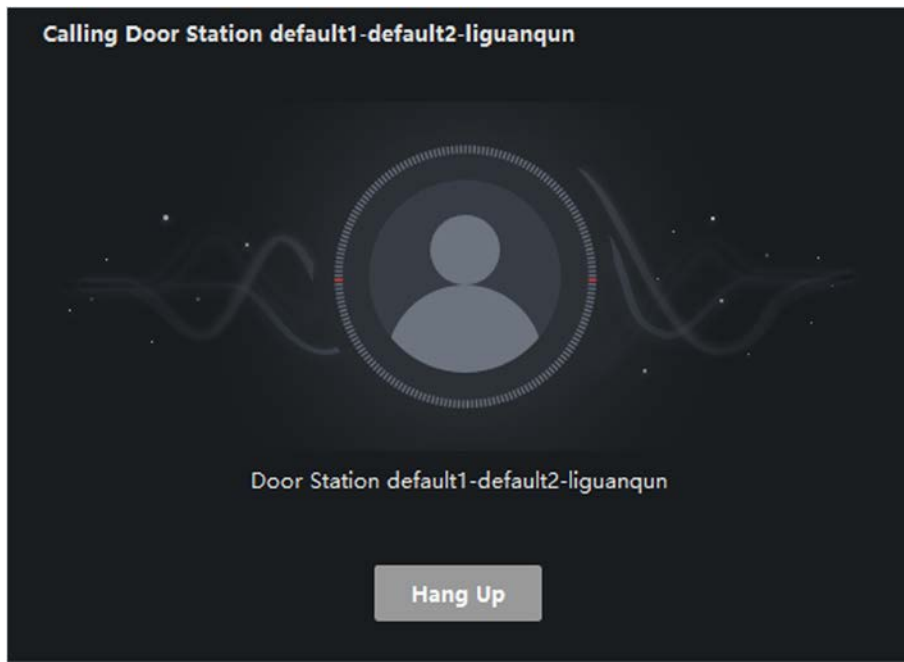 Calling Door Station default1-default2-liguanqun
Door Station default1-default2-liguanqun
Hang Up